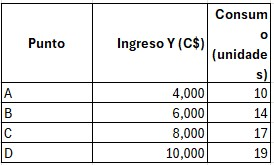 Punto Ingreso Y (C$) Consum
o
(unidade
s)
A 4,000 10
B 6,000 14
C 8,000 17
D 10,000 19